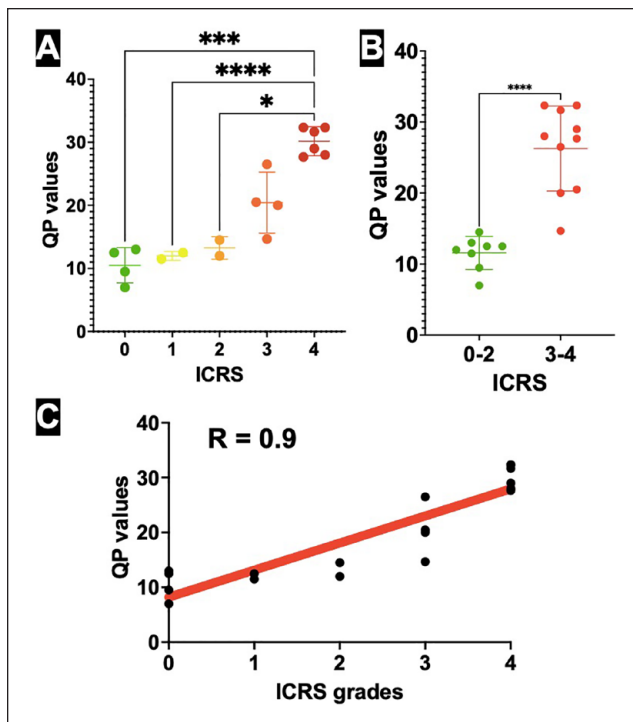 A
***
****
*
QP values
40
30
20
10
0
0 1 2 3 4
ICRS
B
****
QP values
40
30
20
10
0
0-2 3-4
ICRS
C
R = 0.9
QP values
40
30
20
10
0
0 1 2 3 4
ICRS grades